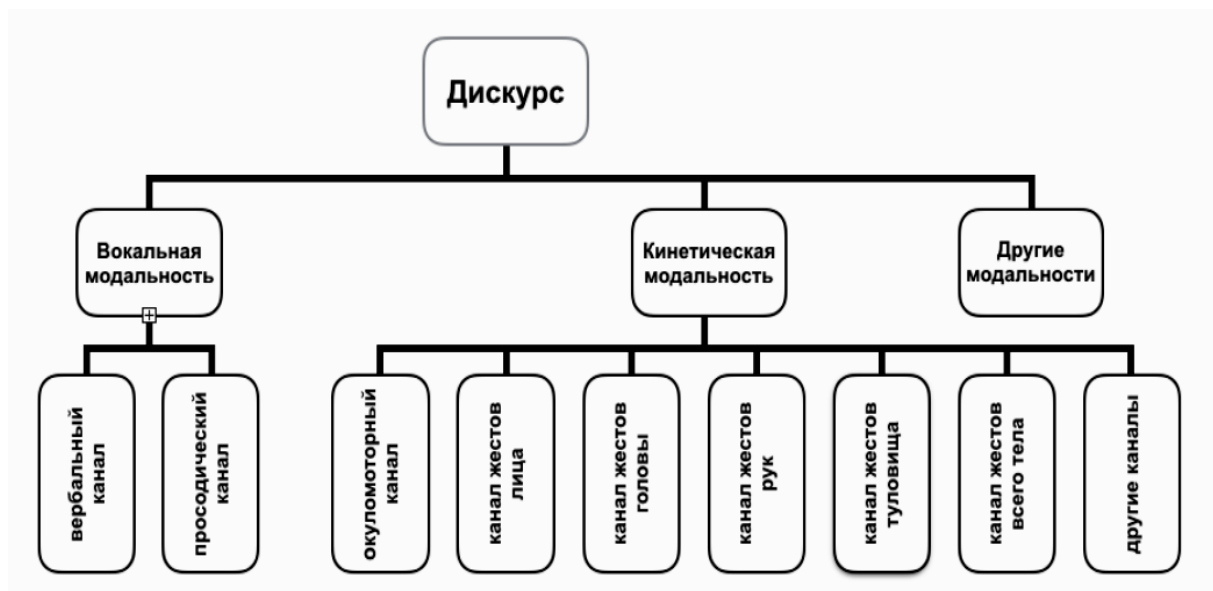 Дискурс
Вокальная
модальность
Кинетическая
модальность
Другие
модальности
вербальный
канал
просодический
канал
окуломоторный
канал
канал жестов
лица
канал жестов
головы
канал жестов
рук
канал жестов
туловища
канал жестов
всего тела
другие каналы